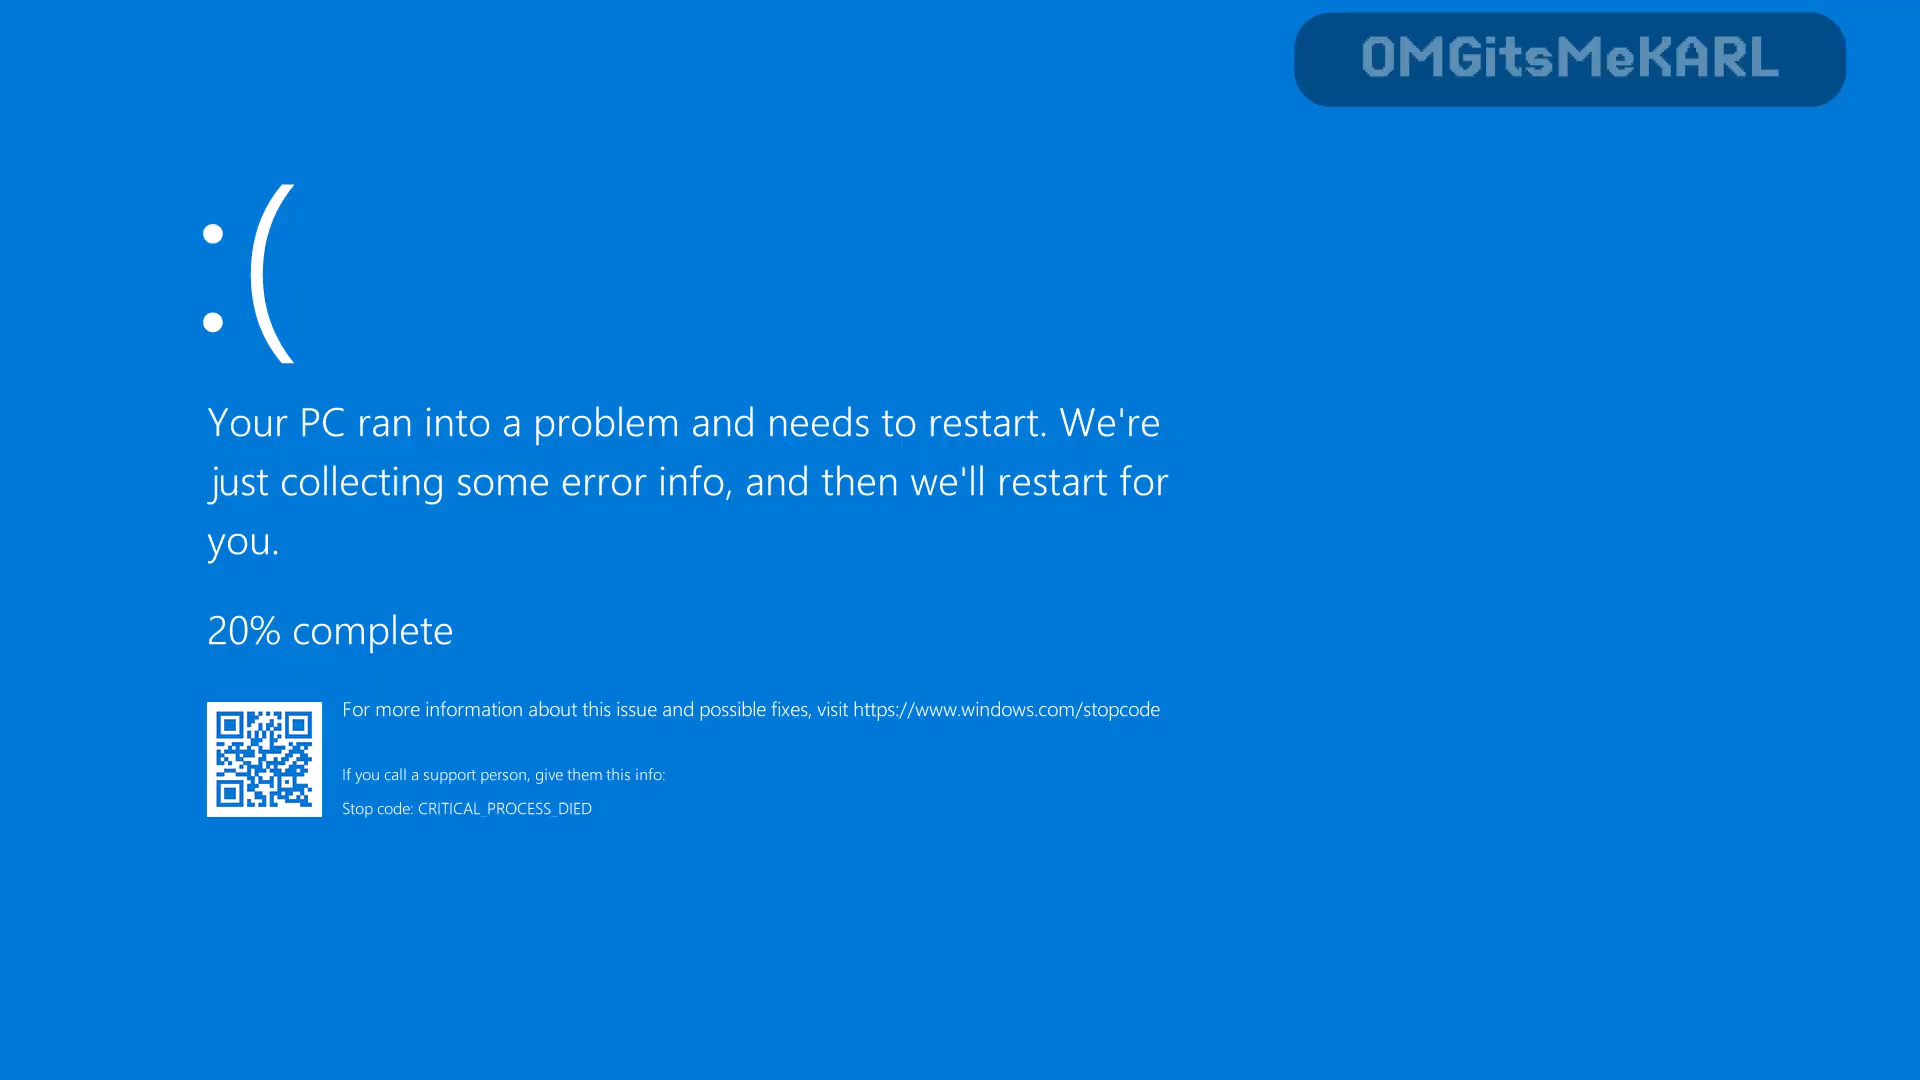 OMGitsMeKARL
:(
Your PC ran into a problem and needs to restart. We're
just collecting some error info, and then we'll restart for
you.
20% complete
For more information about this issue and possible fixes, visit https://www.windows.com/stopcode
If you call a support person, give them this info:
Stop code: CRITICAL_PROCESS_DIED